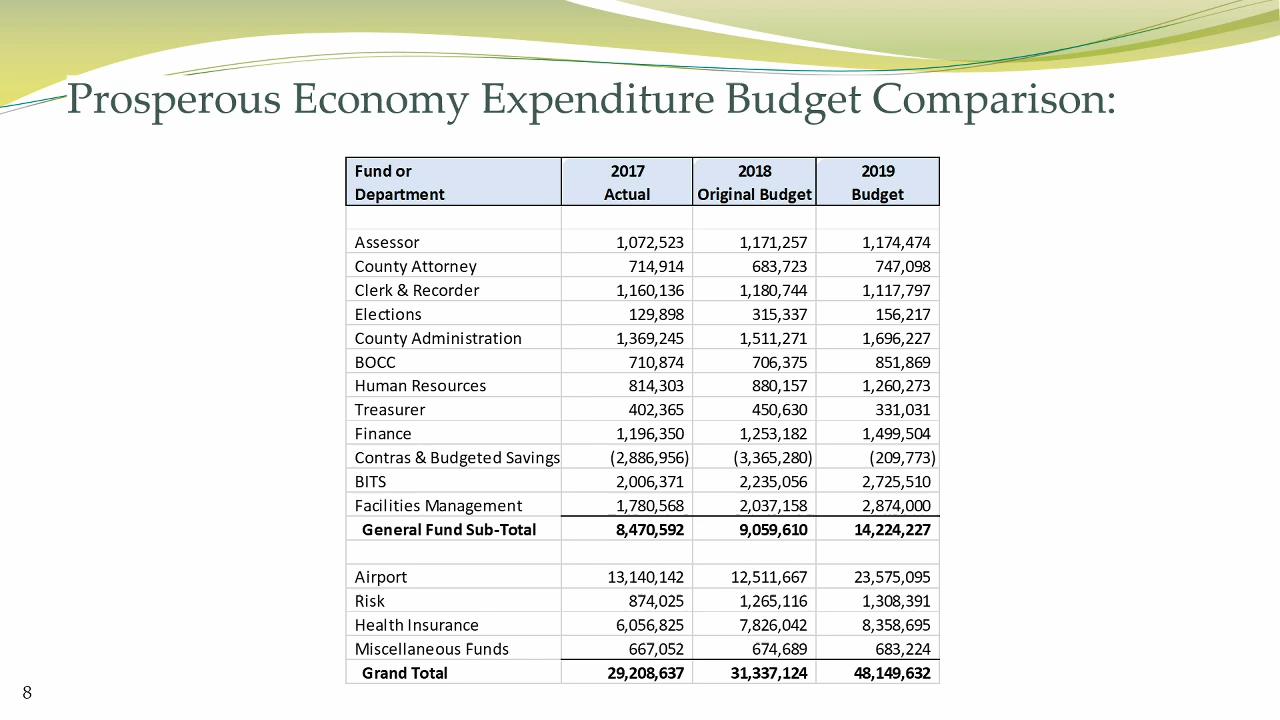 Prosperous Economy Expenditure Budget Comparison:
Fund or 2017 2018 2019
Department Actual Original Budget Budget
Assessor 1,072,523 1,171,257 1,174,474
County Attorney 714,914 683,723 747,098
Clerk & Recorder 1,160,136 1,180,744 1,117,797
Elections 129,898 315,337 156,217
County Administration 1,369,245 1,511,271 1,696,227
BOCC 710,874 706,375 851,869
Human Resources 814,303 880,157 1,260,273
Treasurer 402,365 450,630 331,031
Finance 1,196,350 1,253,182 1,499,504
Contras & Budgeted Savings (2,886,956) (3,365,280) (209,773)
BITS 2,006,371 2,235,056 2,725,510
Facilities Management 1,780,568 2,037,158 2,874,000
General Fund Sub-Total 8,470,592 9,059,610 14,224,227
Airport 13,140,142 12,511,667 23,575,095
Risk 874,025 1,265,116 1,308,391
Health Insurance 6,056,825 7,826,042 8,358,695
Miscellaneous Funds 667,052 674,689 683,224
Grand Total 29,208,637 31,337,124 48,149,632
8